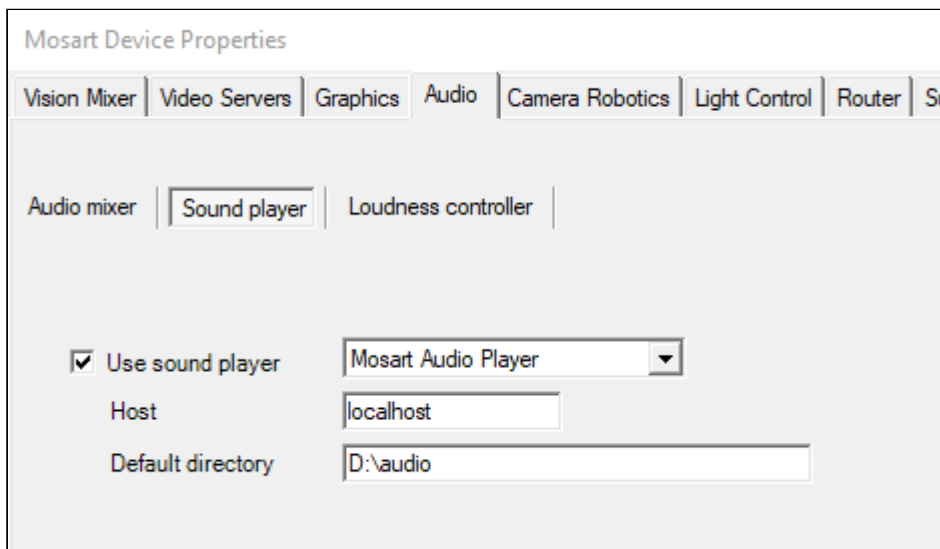 Mosart Device Properties
Vision Mixer Video Servers Graphics Audio Camera Robotics Light Control Router
Audio mixer Sound player Loudness controller
Use sound player Mosart Audio Player
Host localhost
Default directory D:\audio